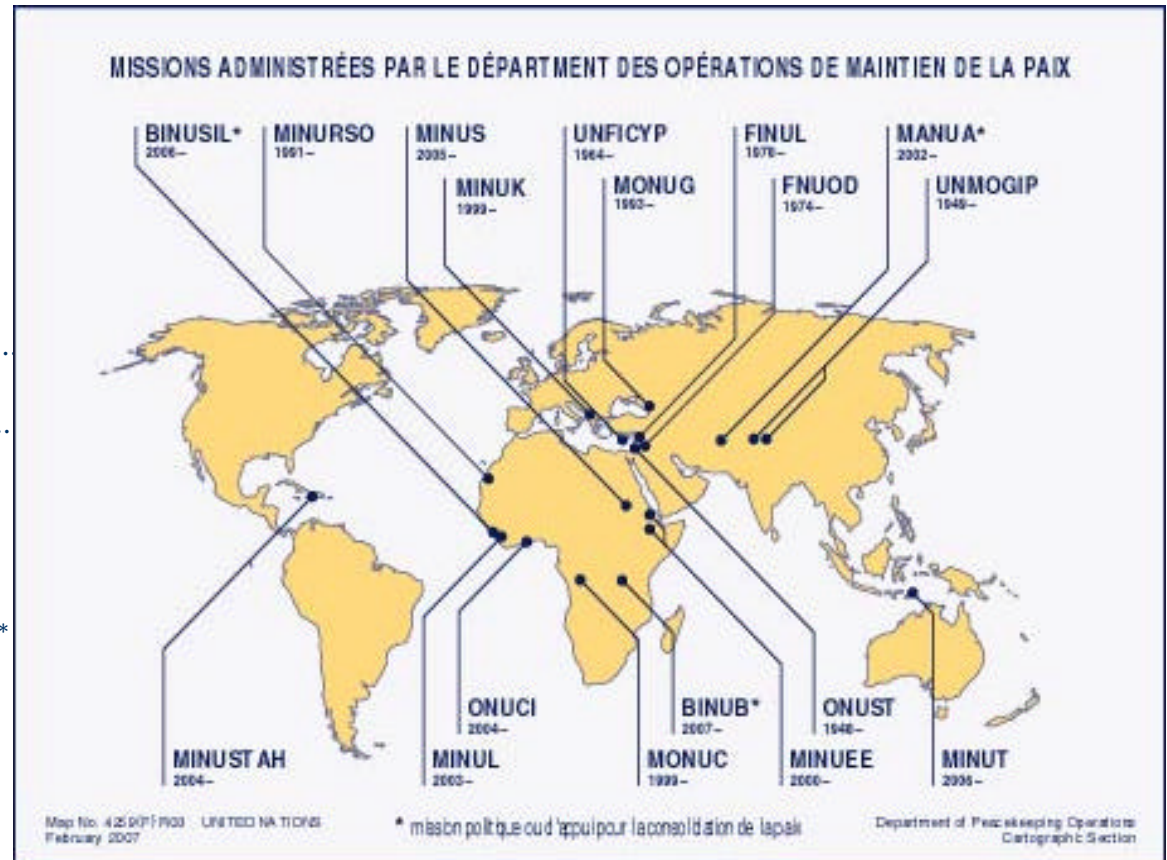 MISSIONS ADMINISTRÉES PAR LE DÉPARTMENT DES OPÉRATIONS DE MAINTIEN DE LA PAIX
BINUSIL* MINURSO MINUS UNFICYP FINUL MANUA*
2006– 1991– 2005– 1964– 1978– 2002–
MINUK MONUG FNUOD UNMOGIP
1999– 1993– 1974– 1949–
*
ONUCI BINUB* ONUST
2004– 2007– 1948–
MINUSTAH MINUL MONUC MINUEE MINUT
2004– 2003– 1999– 2000– 2006–
Map No. UNITED NATIONS
February 2007
* mission politique ou d'appui pour la consolidation de la paix
Department of Peacekeeping Operations
Cartographic Section